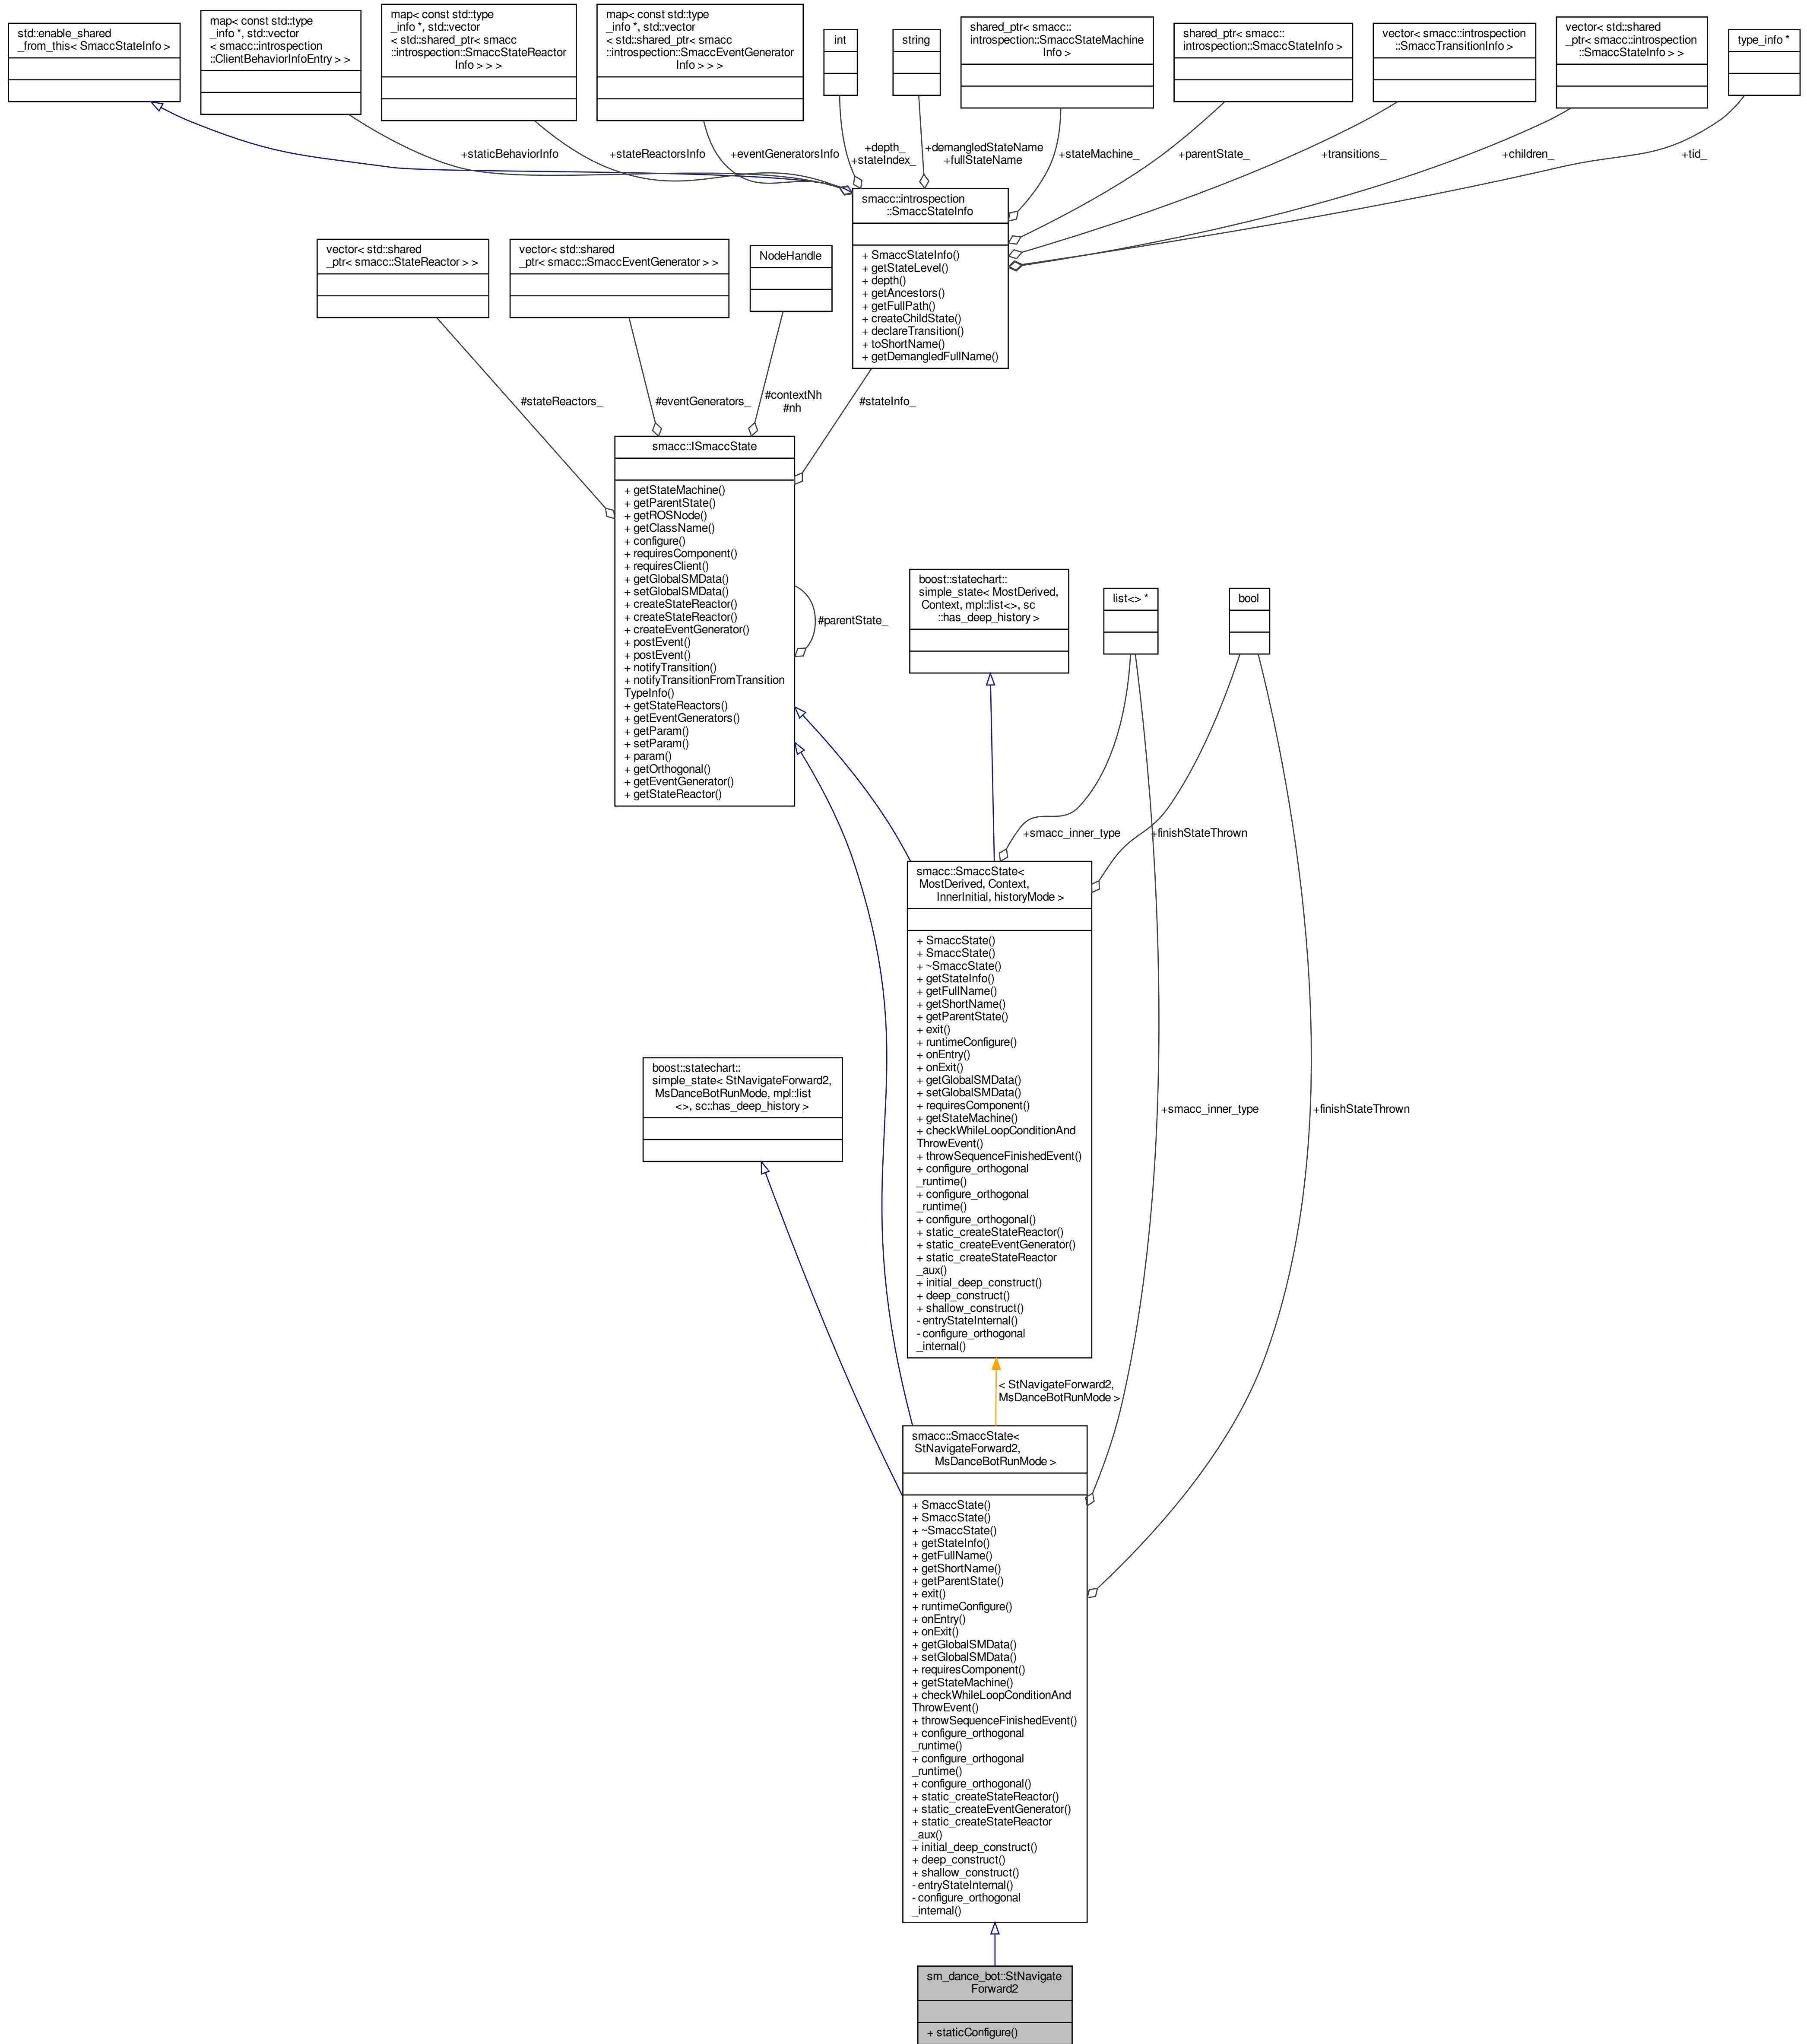 std::enable_shared
_from_this< SmaccStateInfo >
map< const std::type
_info *, std::vector
< smacc::introspection
::ClientBehaviorInfoEntry > >
map< const std::type
_info *, std::vector
< std::shared_ptr< smacc
::introspection::SmaccStateReactor
Info > > >
map< const std::type
_info *, std::vector
< std::shared_ptr< smacc
::introspection::SmaccEventGenerator
Info > > >
int
string
shared_ptr< smacc::
introspection::SmaccStateMachine
Info >
shared_ptr< smacc::
introspection::SmaccStateInfo >
vector< smacc::introspection
::SmaccTransitionInfo >
vector< std::shared
_ptr< smacc::introspection
::SmaccStateInfo > >
type_info *
+staticBehaviorInfo
+stateReactorsInfo
+eventGeneratorsInfo
+depth_
+stateIndex_
+demangledStateName
+fullStateName
+stateMachine_
+parentState_
+transitions_
+children_
+tid_
smacc::introspection
::SmaccStateInfo
+ SmaccStateInfo()
+ getStateLevel()
+ depth()
+ getAncestors()
+ getFullPath()
+ createChildState()
+ declareTransition()
+ toShortName()
+ getDemangledFullName()
vector< std::shared
_ptr< smacc::StateReactor > >
vector< std::shared
_ptr< smacc::SmaccEventGenerator > >
NodeHandle
#stateReactors_
#eventGenerators_
#contextNh
#nh
#stateInfo_
smacc::ISmaccState
+ getStateMachine()
+ getParentState()
+ getROSNode()
+ getClassName()
+ configure()
+ requiresComponent()
+ requiresClient()
+ getGlobalSMData()
+ setGlobalSMData()
+ createStateReactor()
+ createStateReactor()
+ createEventGenerator()
+ postEvent()
+ postEvent()
+ notifyTransition()
+ notifyTransitionFromTransition
TypeInfo()
+ getStateReactors()
+ getEventGenerators()
+ getParam()
+ setParam()
+ param()
+ getOrthogonal()
+ getEventGenerator()
+ getStateReactor()
#parentState_
boost::statechart::
simple_state< MostDerived,
Context, mpl::list<>, sc
::has_deep_history >
list<> *
bool
+smacc_inner_type
+finishStateThrown
smacc::SmaccState<
MostDerived, Context,
InnerInitial, historyMode >
+ SmaccState()
+ SmaccState()
+ ~SmaccState()
+ getStateInfo()
+ getFullName()
+ getShortName()
+ getParentState()
+ exit()
+ runtimeConfigure()
+ onEntry()
+ onExit()
+ getGlobalSMData()
+ setGlobalSMData()
+ requiresComponent()
+ getStateMachine()
+ checkWhileLoopConditionAnd
ThrowEvent()
+ throwSequenceFinishedEvent()
+ configure_orthogonal
_runtime()
+ configure_orthogonal
_runtime()
+ configure_orthogonal()
+ static_createStateReactor()
+ static_createEventGenerator()
+ static_createStateReactor
_aux()
+ initial_deep_construct()
+ deep_construct()
+ shallow_construct()
- entryStateInternal()
- configure_orthogonal
_internal()
boost::statechart::
simple_state< StNavigateForward2,
MsDanceBotRunMode, mpl::list
<>, sc::has_deep_history >
+smacc_inner_type
+finishStateThrown
< StNavigateForward2,
MsDanceBotRunMode >
smacc::SmaccState<
StNavigateForward2,
MsDanceBotRunMode >
+ SmaccState()
+ SmaccState()
+ ~SmaccState()
+ getStateInfo()
+ getFullName()
+ getShortName()
+ getParentState()
+ exit()
+ runtimeConfigure()
+ onEntry()
+ onExit()
+ getGlobalSMData()
+ setGlobalSMData()
+ requiresComponent()
+ getStateMachine()
+ checkWhileLoopConditionAnd
ThrowEvent()
+ throwSequenceFinishedEvent()
+ configure_orthogonal
_runtime()
+ configure_orthogonal
_runtime()
+ configure_orthogonal()
+ static_createStateReactor()
+ static_createEventGenerator()
+ static_createStateReactor
_aux()
+ initial_deep_construct()
+ deep_construct()
+ shallow_construct()
- entryStateInternal()
- configure_orthogonal
_internal()
sm_dance_bot::StNavigate
Forward2
+ staticConfigure()